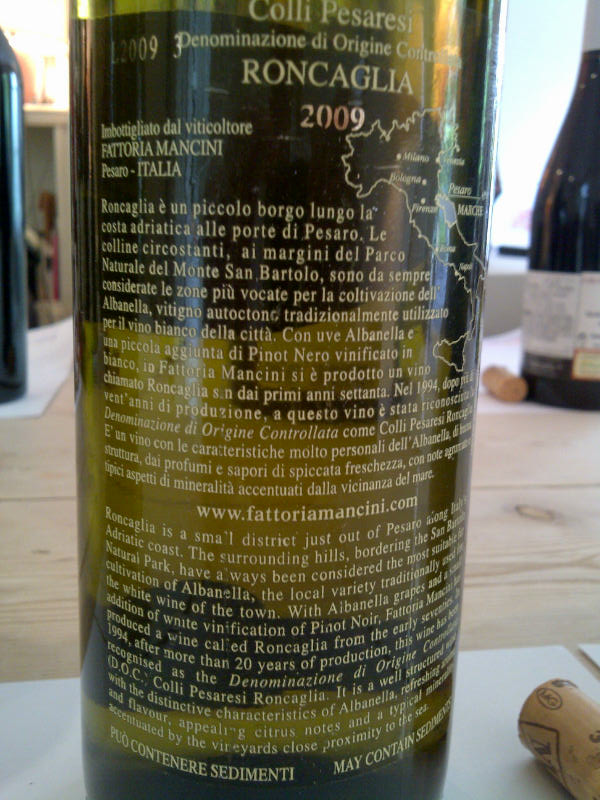 Colli Pesaresi
L2009 3
Denominazione di Origine
RONCAGLIA
2009
Imbottigliato dal viticoltore
FATTORIA MANCINI
Pesaro - ITALIA
Milano
Bologna
Firenze
Pesaro
MARCHE
Roncaglia è un piccolo borgo lungo la
costa adriatica alle porte di Pesaro. Le
colline circostanti, ai margini del Parco
Naturale del Monte San Bartolo, sono da sempre
considerate le zone più vocate per la coltivazione dell'
Albanella, vitigno autoctono tradizionalmente utilizzato
per il vino bianco della città. Con uve Albanella e
una piccola aggiunta di Pinot Nero vinificato in
bianco, in Fattoria Mancini si è prodotto un vino
chiamato Roncaglia sin dai primi anni settanta. Nel 1994, dopo più di
vent'anni di produzione, a questo vino è stata riconosciuta
Denominazione di Origine Controllata come Colli Pesaresi Roncaglia.
E' un vino con le caratteristiche molto personali dell'Albanella, di buona
struttura, dai profumi e sapori di spiccata freschezza, con note agrumate
tipici aspetti di mineralità accentuati dalla vicinanza del mare.
www.fattoriamancini.com
Roncaglia is a small district just out of Pesaro along Italy's
Adriatic coast. The surrounding hills, bordering the San Bartolo
Natural Park, have always been considered the most suitable for
cultivation of Albanella, the local variety traditionally used for
the white wine of the town. With Albanella grapes and a
addition of white vinification of Pinot Noir, Fattoria Mancini has
produced a wine called Roncaglia from the early seventies. In
1994, after more than 20 years of production, this wine has been
recognised as the Denominazione di Origine Controllata
(D.O.C.) Colli Pesaresi Roncaglia. It is a well structured wine
with the distinctive characteristics of Albanella, refreshing aroma
and flavour, appealing citrus notes and a typical minerality
accentuated by the vineyards close proximity to the sea.
PUÒ CONTENERE SEDIMENTI
MAY CONTAIN SEDIMENTS